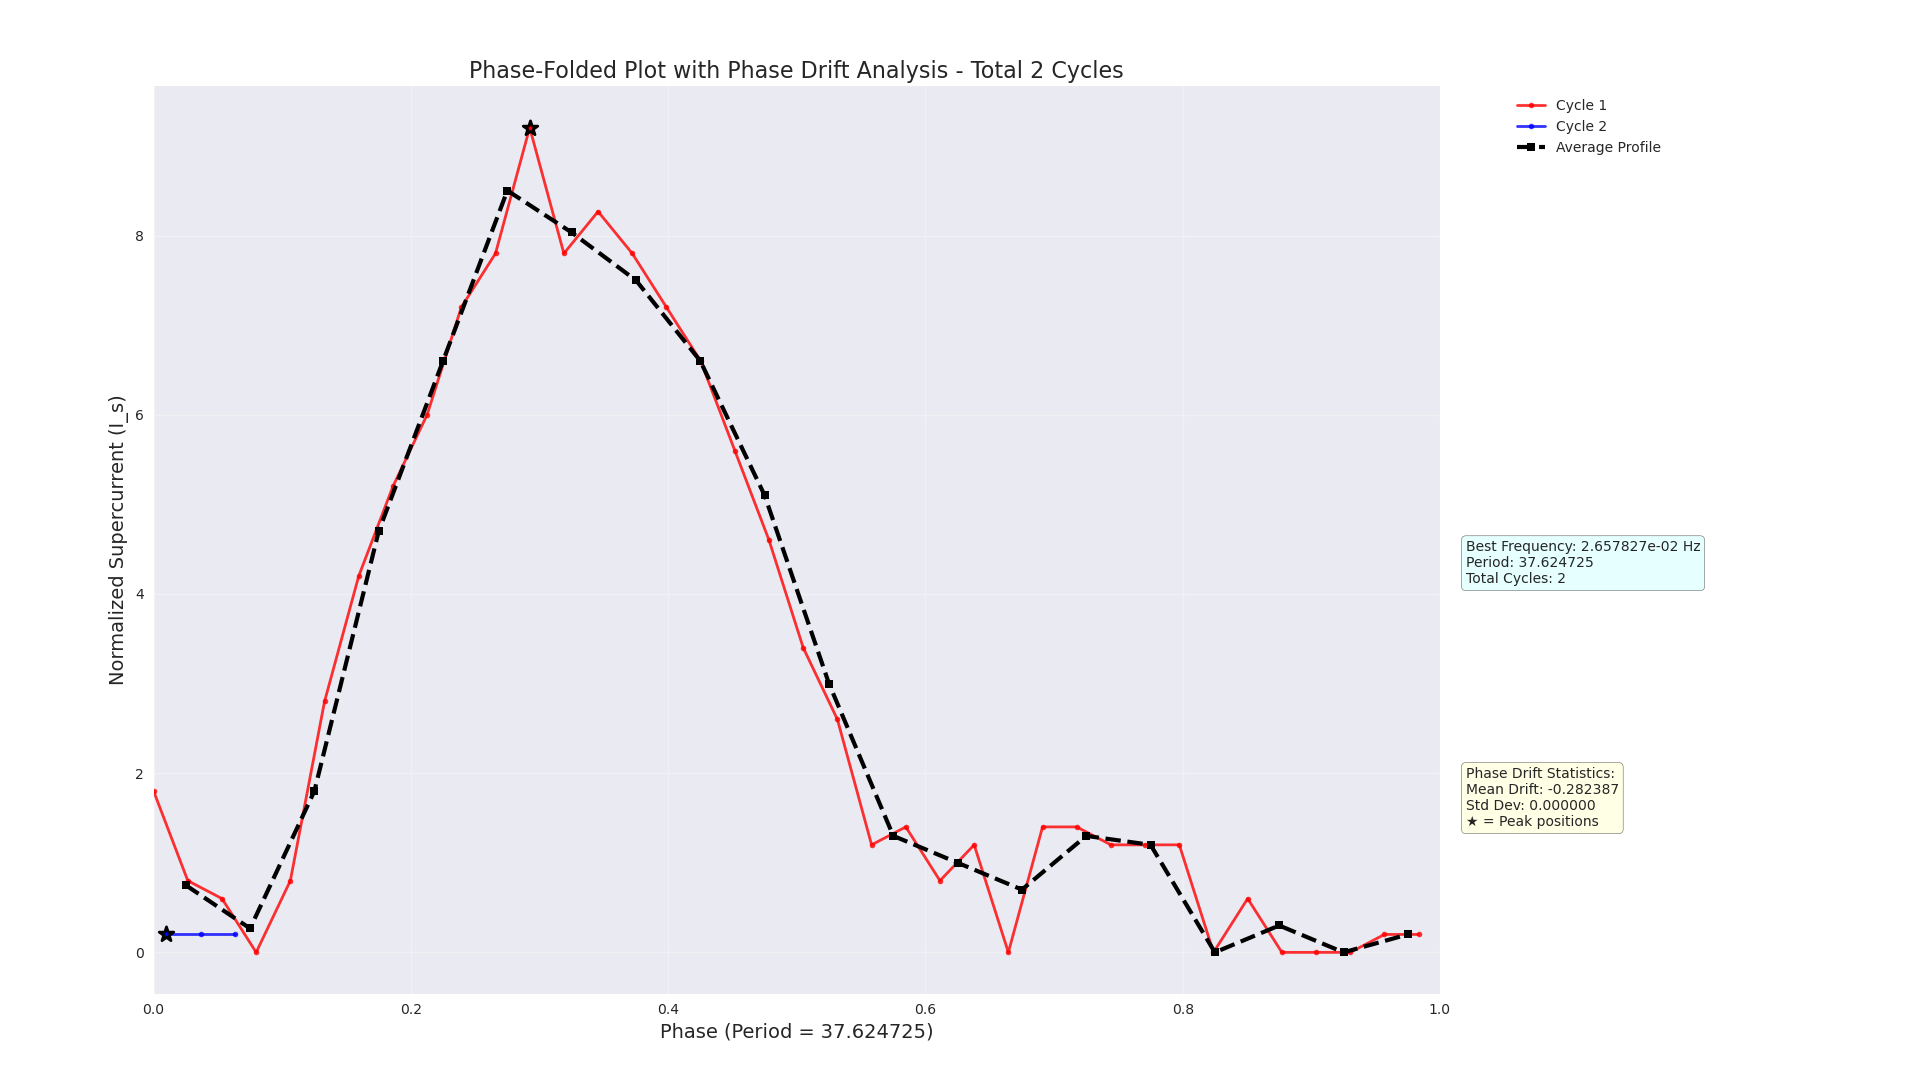 Phase-Folded Plot with Phase Drift Analysis - Total 2 Cycles
Cycle 1
Cycle 2
Average Profile
Normalized Supercurrent (I_s)
8
6
4
2
0
0.0 0.2 0.4 0.6 0.8 1.0
Phase (Period = 37.624725)
Best Frequency: 2.657827e-02 Hz
Period: 37.624725
Total Cycles: 2
Phase Drift Statistics:
Mean Drift: -0.282387
Std Dev: 0.000000
★ = Peak positions